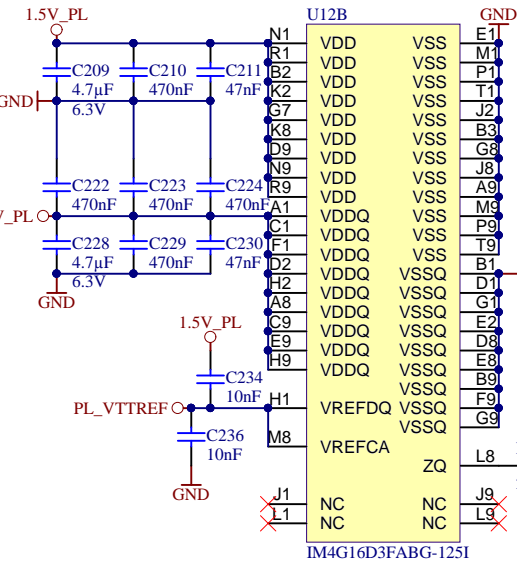 1.5V_PL
U12B
GND
N1 VDD VSS E1
R1 VDD VSS M1
C209 C210 C211 B2 VDD VSS P1
4.7µF 470nF 47nF K2 VDD VSS T1
GND 6.3V G7 VDD VSS J2
K8 VDD VSS B3
D9 VDD VSS G8
N9 VDD VSS J8
C222 C223 C224 R9 VDD VSS A9
470nF 470nF 470nF A1 VDDQ VSS M9
V_PL C1 VDDQ VSS P9
C228 C229 C230 F1 VDDQ VSS T9
4.7µF 470nF 47nF D2 VDDQ VSSQ B1
6.3V H2 VDDQ VSSQ D1
GND A8 VDDQ VSSQ G1
1.5V_PL C9 VDDQ VSSQ E2
E9 VDDQ VSSQ D8
H9 VDDQ VSSQ E8
C234 VSSQ B9
10nF
PL_VTTREF H1 VREFDQ VSSQ F9
VSSQ G9
C236 M8 VREFCA
10nF ZQ L8
GND
J1 NC NC J9
L1 NC NC L9
IM4G16D3FABG-125I